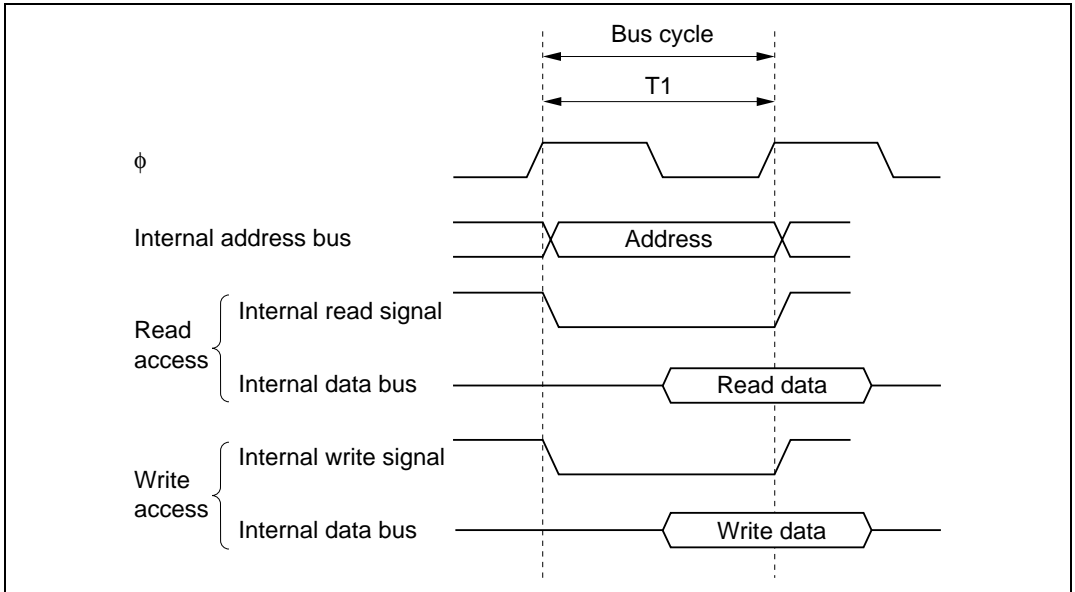 Bus cycle
T1
ϕ
Internal address bus
Address
Read
access
Internal read signal
Internal data bus
Read data
Write
access
Internal write signal
Internal data bus
Write data